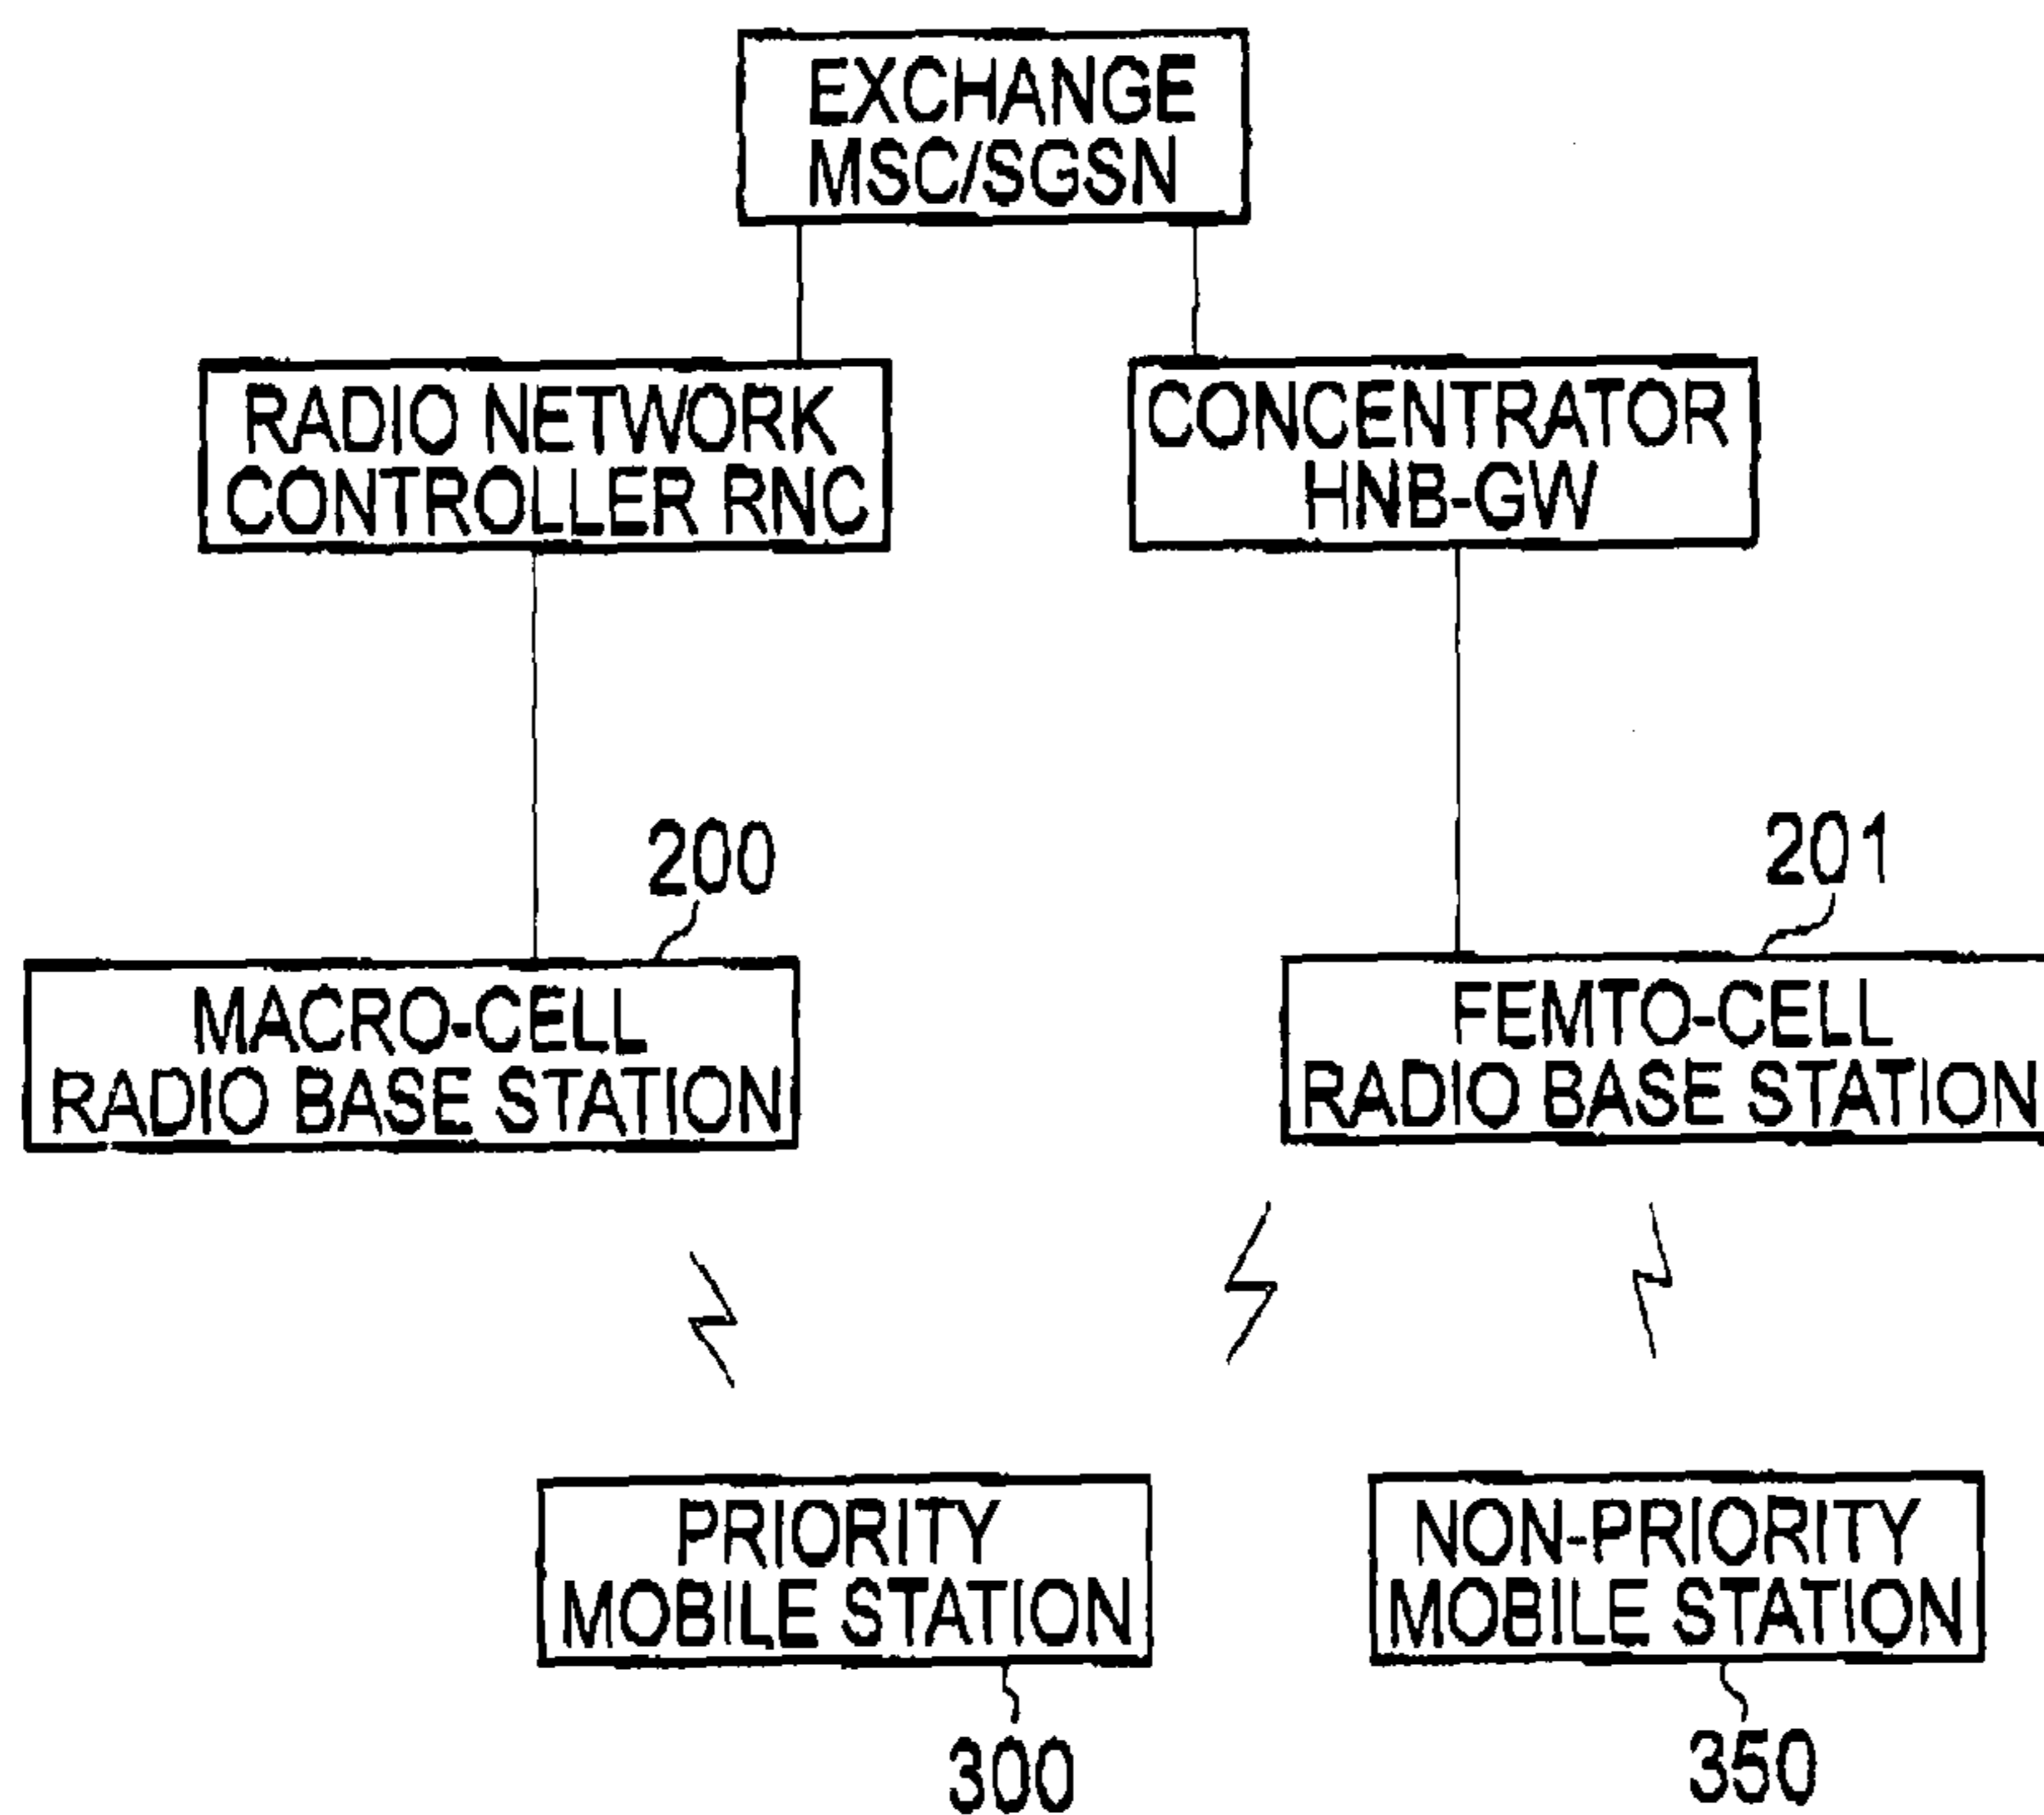 EXCHANGE
MSC/SGSN
RADIO NETWORK
CONTROLLER RNC
CONCENTRATOR
HNB-GW
200
201
MACRO-CELL
RADIO BASE STATION
FEMTO-CELL
RADIO BASE STATION
PRIORITY
MOBILE STATION
NON-PRIORITY
MOBILE STATION
300
350